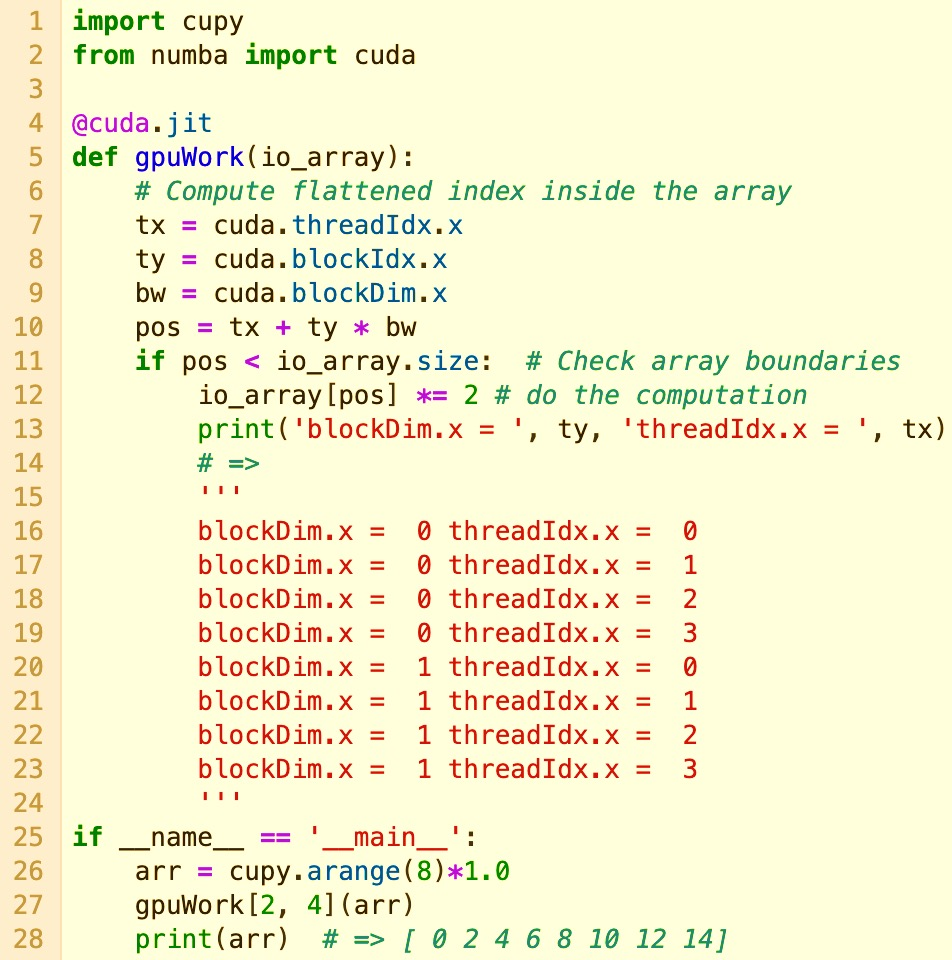 1 import cupy
2 from numba import cuda
3
4 @cuda.jit
5 def gpuWork(io_array):
6     # Compute flattened index inside the array
7     tx = cuda.threadIdx.x
8     ty = cuda.blockIdx.x
9     bw = cuda.blockDim.x
10     pos = tx + ty * bw
11     if pos < io_array.size:  # Check array boundaries
12         io_array[pos] *= 2 # do the computation
13         print('blockDim.x = ', ty, 'threadIdx.x = ', tx)
14         # =>
15         '''
16         blockDim.x =  0 threadIdx.x =  0
17         blockDim.x =  0 threadIdx.x =  1
18         blockDim.x =  0 threadIdx.x =  2
19         blockDim.x =  0 threadIdx.x =  3
20         blockDim.x =  1 threadIdx.x =  0
21         blockDim.x =  1 threadIdx.x =  1
22         blockDim.x =  1 threadIdx.x =  2
23         blockDim.x =  1 threadIdx.x =  3
24         '''
25 if __name__ == '__main__':
26     arr = cupy.arange(8)*1.0
27     gpuWork[2, 4](arr)
28     print(arr)  # => [ 0 2 4 6 8 10 12 14]